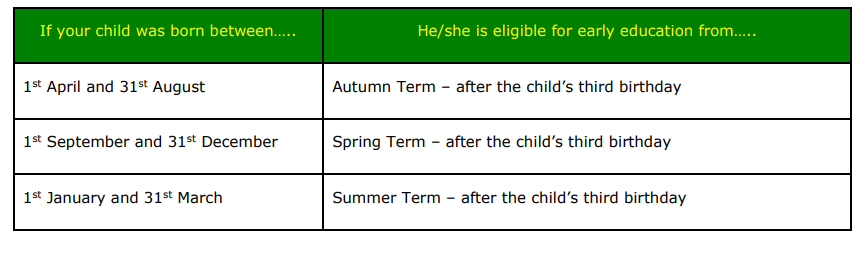 If your child was born between….. He/she is eligible for early education from…..
1st April and 31st August Autumn Term – after the child’s third birthday
1st September and 31st December Spring Term – after the child’s third birthday
1st January and 31st March Summer Term – after the child’s third birthday